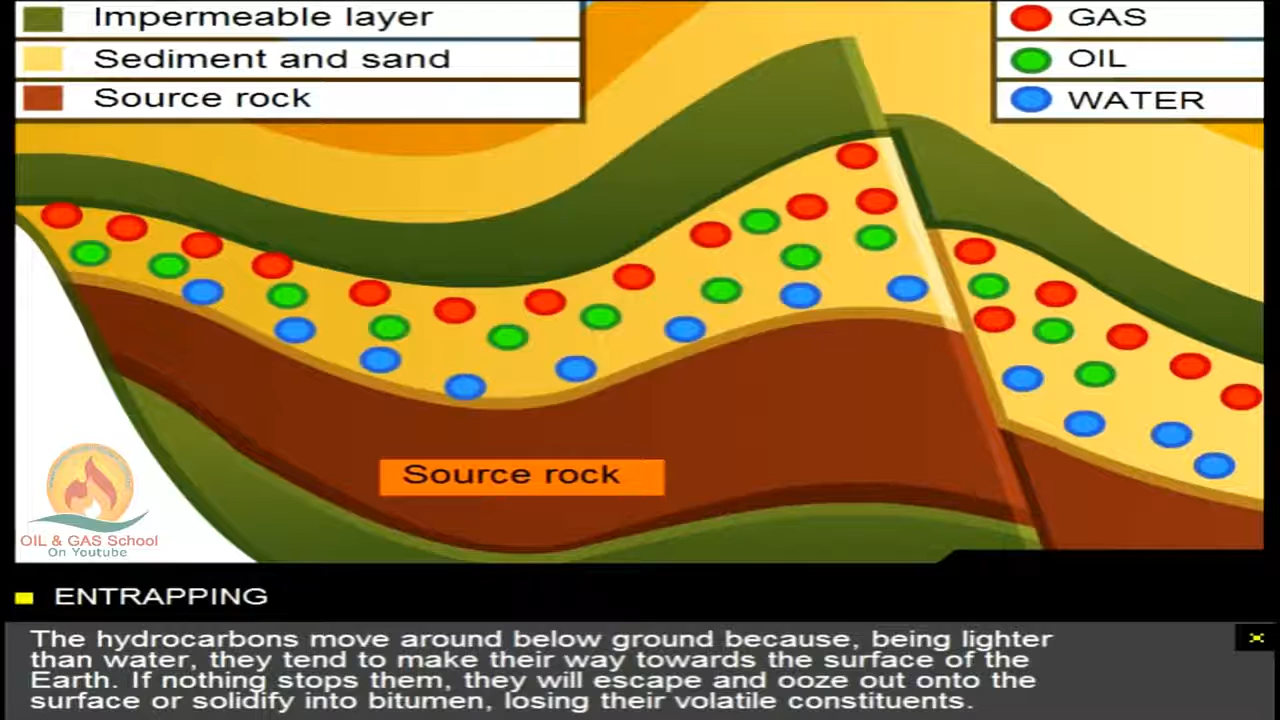 Impermeable layer
Sediment and sand
Source rock
GAS
OIL
WATER
Source rock
OIL & GAS School
On Youtube
ENTRAPPING
The hydrocarbons move around below ground because, being lighter
than water, they tend to make their way towards the surface of the
Earth. If nothing stops them, they will escape and ooze out onto the
surface or solidify into bitumen, losing their volatile constituents.